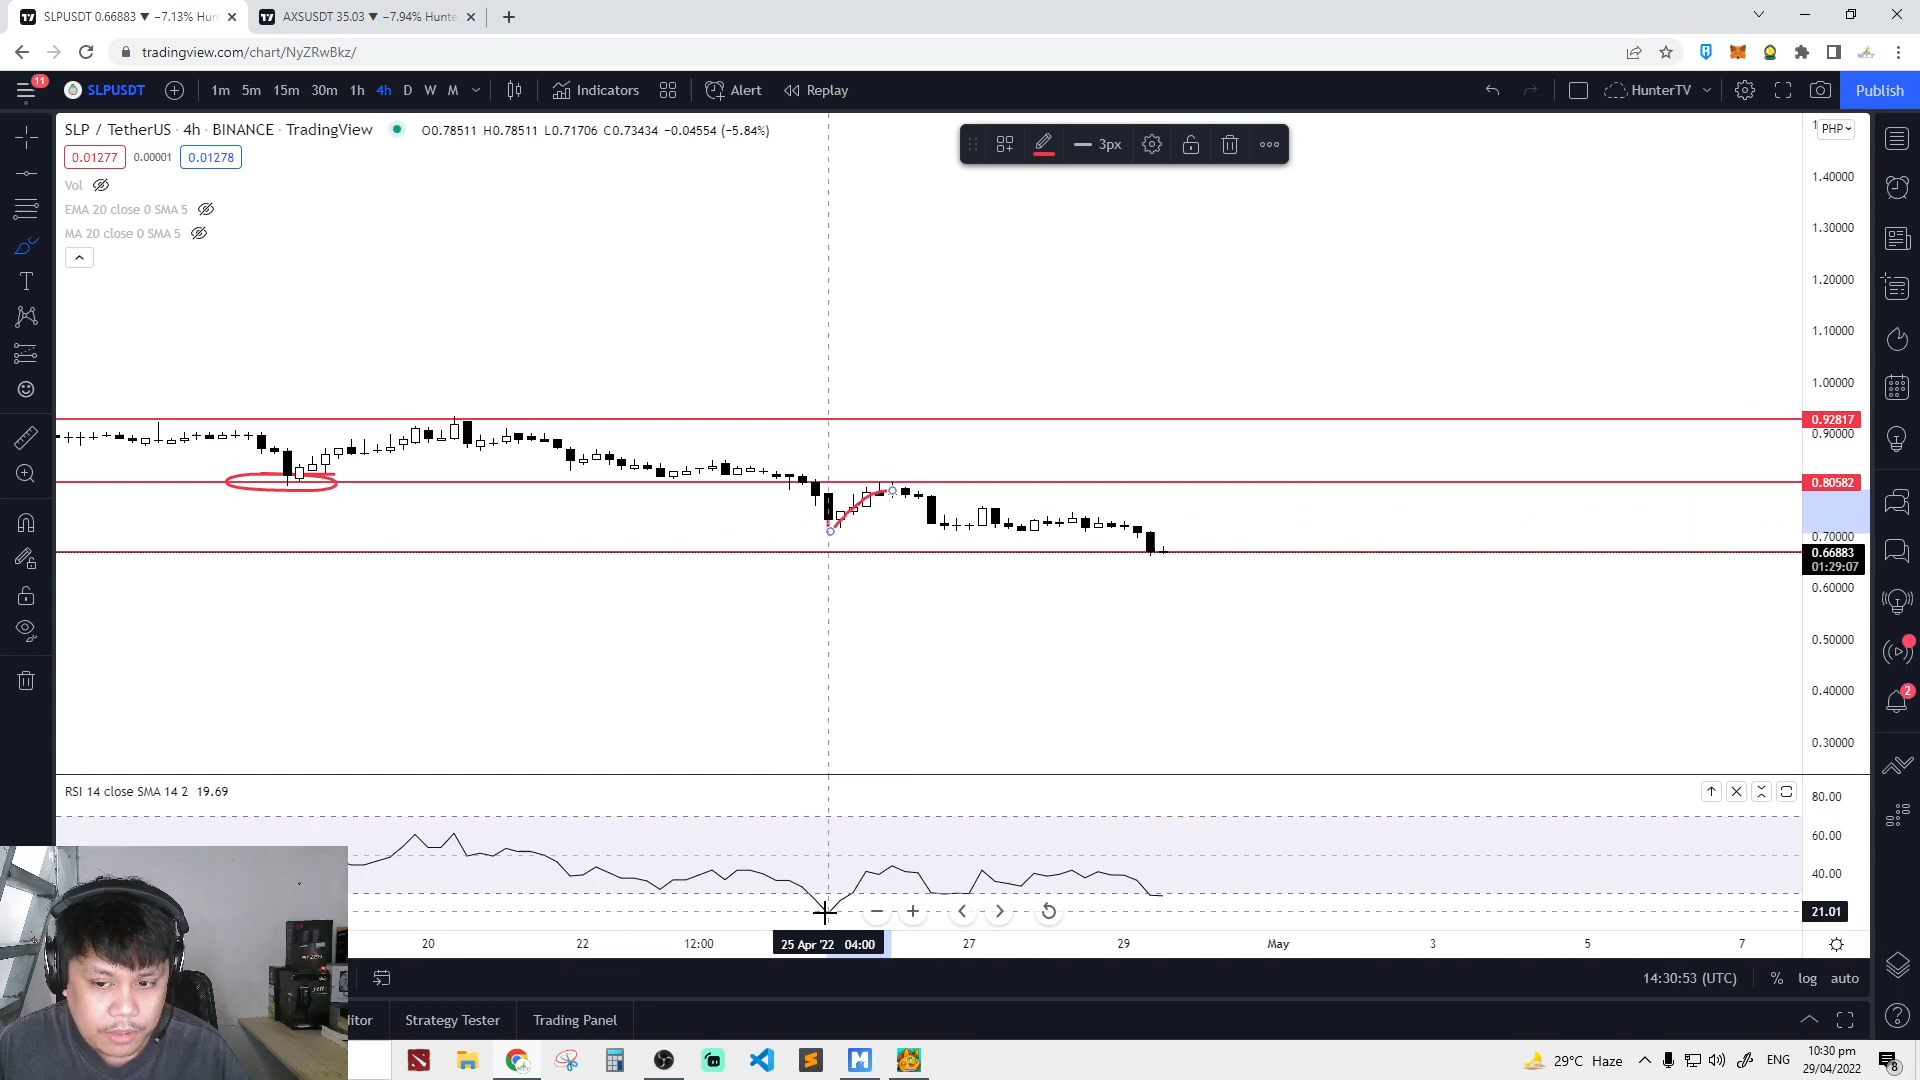 SLPUSDT 0.66883 ▼ −7.13% Hun
AXSUSDT 35.03 ▼ −7.94% Hunte
tradingview.com/chart/NyZRwBkz/
11
SLPUSDT 1m 5m 15m 30m 1h 4h D W M Indicators Alert Replay HunterTV Publish
SLP / TetherUS · 4h · BINANCE · TradingView O0.78511 H0.78511 L0.71706 C0.73434 −0.04554 (−5.84%)
3px
PHP
0.01277 0.00001 0.01278
Vol
EMA 20 close 0 SMA 5
MA 20 close 0 SMA 5
1.40000
1.30000
1.20000
1.10000
1.00000
0.92817
0.90000
0.80582
0.70000
0.66883
01:29:07
0.60000
0.50000
0.40000
0.30000
2
RSI 14 close SMA 14 2 19.69
80.00
60.00
40.00
21.01
20 22 12:00 25 Apr '22 04:00 27 29 May 3 5 7
14:30:53 (UTC) % log auto
itor Strategy Tester Trading Panel
29°C Haze ENG 10:30 pm
29/04/2022
8